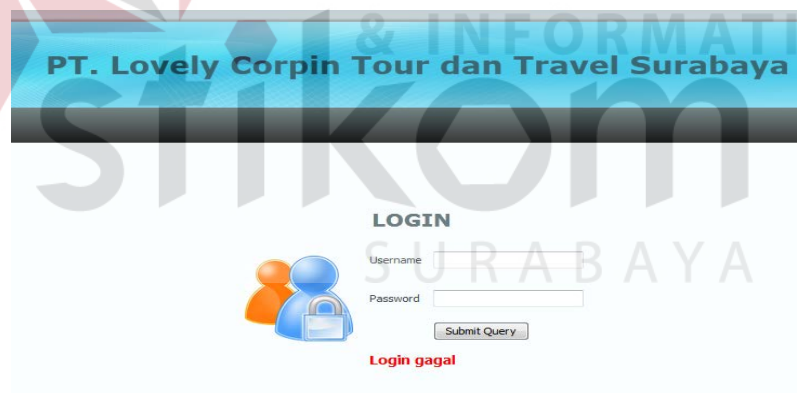 & INFORMATI
PT. Lovely Corpin Tour dan Travel Surabaya
stikom
LOGIN
SURABAYA
Username
Password
Submit Query
Login gagal